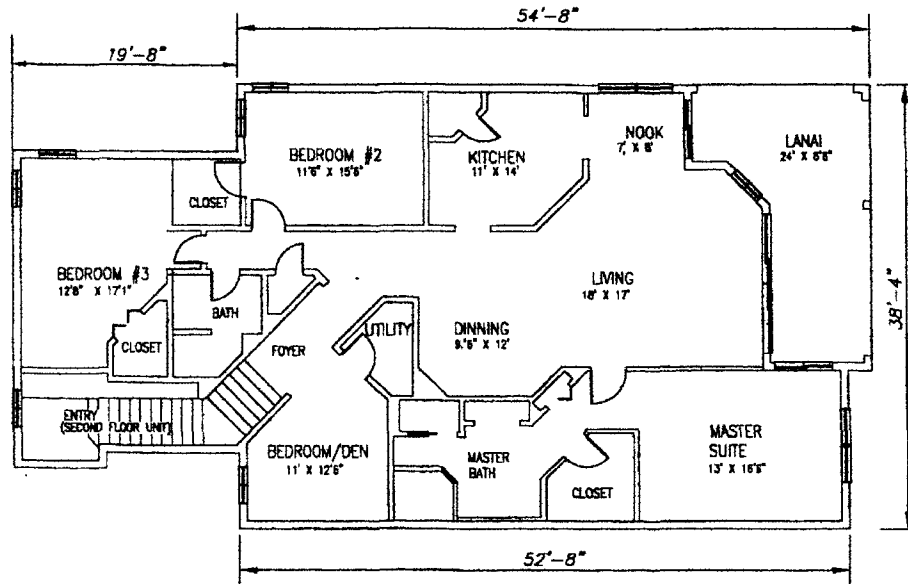 54'-8"
19'-8"
BEDROOM #2
11'6" X 15'6"
KITCHEN
11' X 14'
NOOK
7' X 8'
LANAI
24' X 8'8"
CLOSET
BEDROOM #3
12'8" X 17'1"
BATH
LIVING
18' X 17'
38'-4"
CLOSET
FOYER
UTILITY
DINNING
9'6" X 12'
ENTRY
(SECOND FLOOR UNIT)
BEDROOM/DEN
11' X 12'6"
MASTER
BATH
CLOSET
MASTER
SUITE
13' X 16'6"
52'-8"